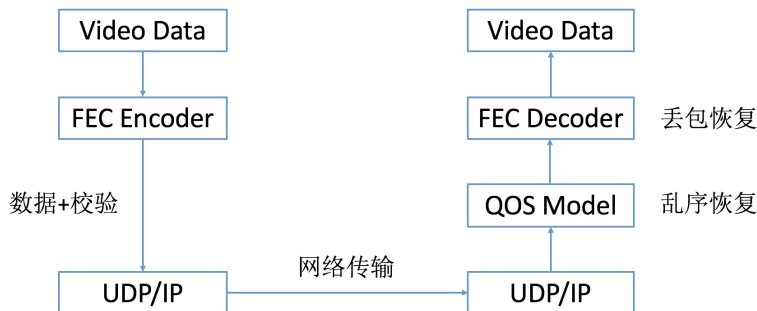 Video Data
Video Data
FEC Encoder
FEC Decoder
丢包恢复
数据+校验
QOS Model
乱序恢复
网络传输
UDP/IP
UDP/IP